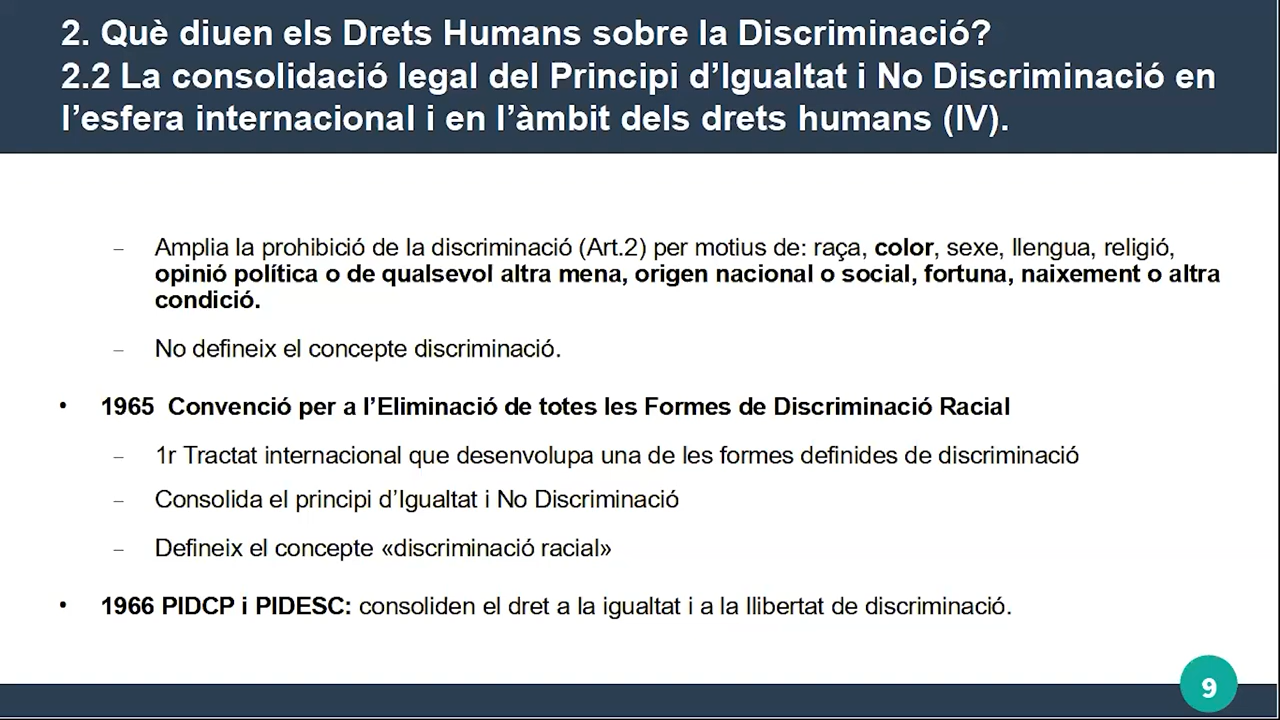 2. Què diuen els Drets Humans sobre la Discriminació?
2.2 La consolidació legal del Principi d’Igualtat i No Discriminació en
l’esfera internacional i en l’àmbit dels drets humans (IV).
– Amplia la prohibició de la discriminació (Art.2) per motius de: raça, color, sexe, llengua, religió,
opinió política o de qualsevol altra mena, origen nacional o social, fortuna, naixement o altra
condició.
– No defineix el concepte discriminació.
• 1965 Convenció per a l’Eliminació de totes les Formes de Discriminació Racial
– 1r Tractat internacional que desenvolupa una de les formes definides de discriminació
– Consolida el principi d’Igualtat i No Discriminació
– Defineix el concepte «discriminació racial»
• 1966 PIDCP i PIDESC: consoliden el dret a la igualtat i a la llibertat de discriminació.
9